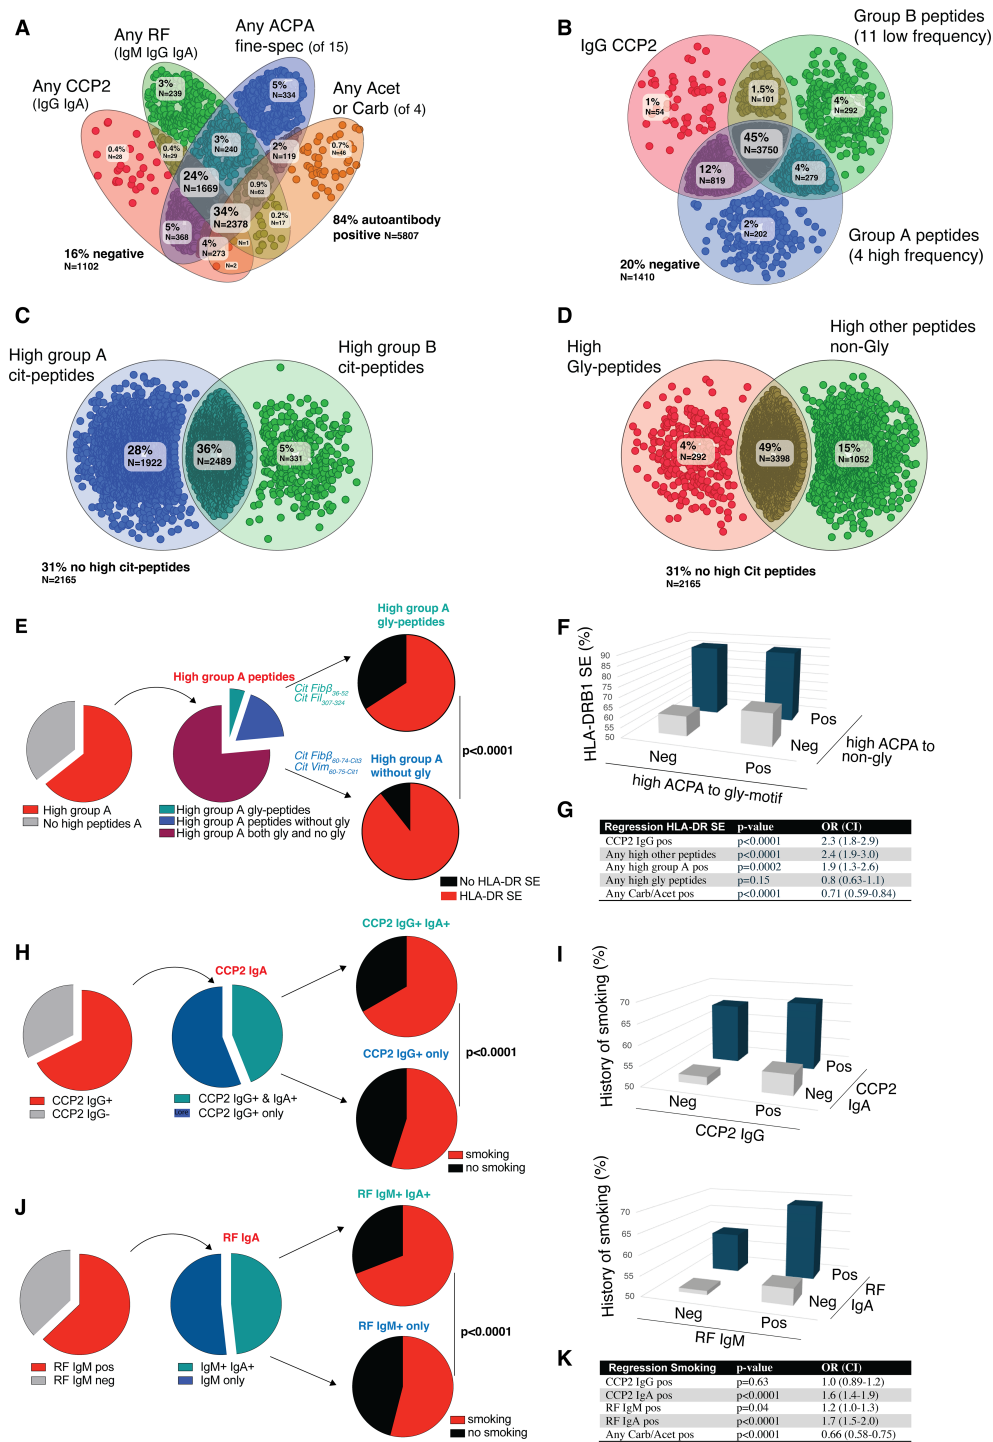 A
Any CCP2
(IgG IgA)
Any RF
(IgM IgG IgA)
Any ACPA
fine-spec (of 15)
Any Acet
or Carb (of 4)
3%
N=239
5%
N=334
0.4%
N=28
0.4%
N=29
3%
N=240
2%
N=119
0.7%
N=46
24%
N=1669
0.9%
N=62
34%
N=2378
0.2%
N=17
5%
N=368
4%
N=273
N=1
N=2
84% autoantibody
positive N=5807
16% negative
N=1102
B
IgG CCP2
Group B peptides
(11 low frequency)
1%
N=54
1.5%
N=101
4%
N=292
45%
N=3750
12%
N=819
4%
N=279
2%
N=202
Group A peptides
(4 high frequency)
20% negative
N=1410
C
High group A
cit-peptides
High group B
cit-peptides
28%
N=1922
36%
N=2489
5%
N=331
31% no high cit-peptides
N=2165
D
High
Gly-peptides
High other peptides
non-Gly
4%
N=292
49%
N=3398
15%
N=1052
31% no high Cit peptides
N=2165
E
High group A
gly-peptides
High group A peptides
Cit Fibβ36-52
Cit Fil307-324
Cit Fibβ60-74-Cit3
Cit Vim60-75-Cit1
High group A
without gly
p<0.0001
High group A
No high peptides A
High group A gly-peptides
High group A peptides without gly
High group A both gly and no gly
No HLA-DR SE
HLA-DR SE
F
HLA-DRB1 SE (%)
90
85
80
75
70
65
60
55
50
Neg
Pos
high ACPA to gly-motif
Pos
Neg
high ACPA to
non-gly
G
Regression HLA-DR SE p-value OR (CI)
CCP2 IgG pos p<0.0001 2.3 (1.8-2.9)
Any high other peptides p<0.0001 2.4 (1.9-3.0)
Any high group A pos p=0.0002 1.9 (1.3-2.6)
Any high gly peptides p=0.15 0.8 (0.63-1.1)
Any Carb/Acet pos p<0.0001 0.71 (0.59-0.84)
H
CCP2 IgG+ IgA+
CCP2 IgA
CCP2 IgG+ only
p<0.0001
CCP2 IgG+
CCP2 IgG-
CCP2 IgG+ & IgA+
CCP2 IgG+ only
smoking
no smoking
I
History of smoking (%)
70
65
60
55
50
Neg
Pos
CCP2 IgG
Pos
Neg
CCP2
IgA
History of smoking (%)
70
65
60
55
50
Neg
Pos
RF IgM
Pos
Neg
RF
IgA
J
RF IgM+ IgA+
RF IgA
RF IgM+ only
p<0.0001
RF IgM pos
RF IgM neg
IgM+ IgA+
IgM only
smoking
no smoking
K
Regression Smoking p-value OR (CI)
CCP2 IgG pos p=0.63 1.0 (0.89-1.2)
CCP2 IgA pos p<0.0001 1.6 (1.4-1.9)
RF IgM pos p=0.04 1.2 (1.0-1.3)
RF IgA pos p<0.0001 1.7 (1.5-2.0)
Any Carb/Acet pos p<0.0001 0.66 (0.58-0.75)